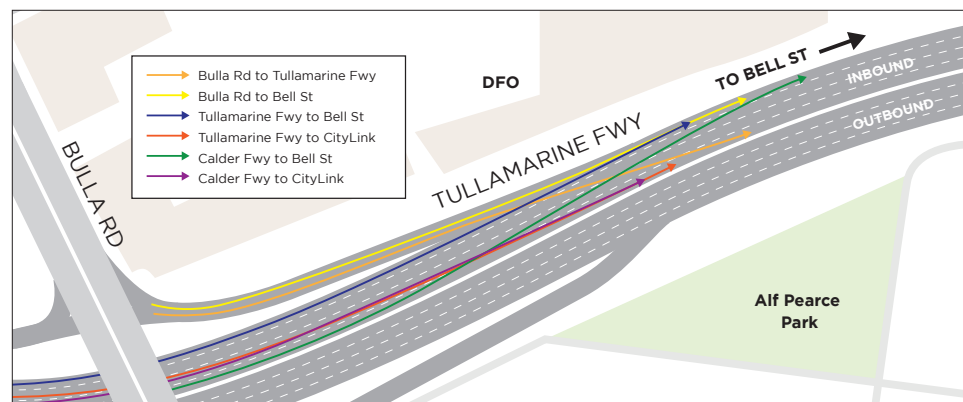 Bulla Rd to Tullamarine Fwy
Bulla Rd to Bell St
Tullamarine Fwy to Bell St
Tullamarine Fwy to CityLink
Calder Fwy to Bell St
Calder Fwy to CityLink
BULLA RD
DFO
TULLAMARINE FWY
TO BELL ST
INBOUND
OUTBOUND
Alf Pearce
Park